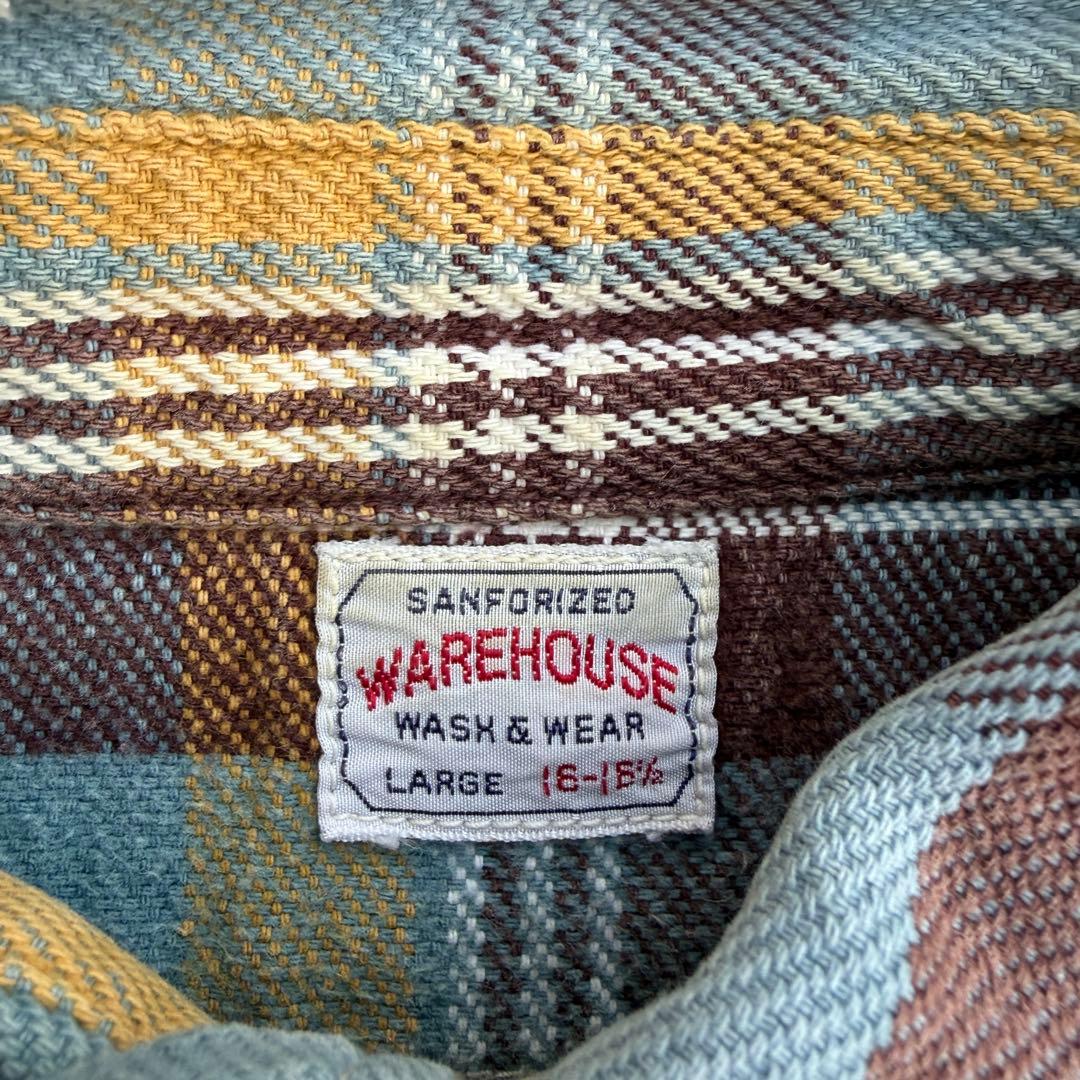 SANFORIZED
WAREHOUSE
WASH & WEAR
LARGE 16-16½